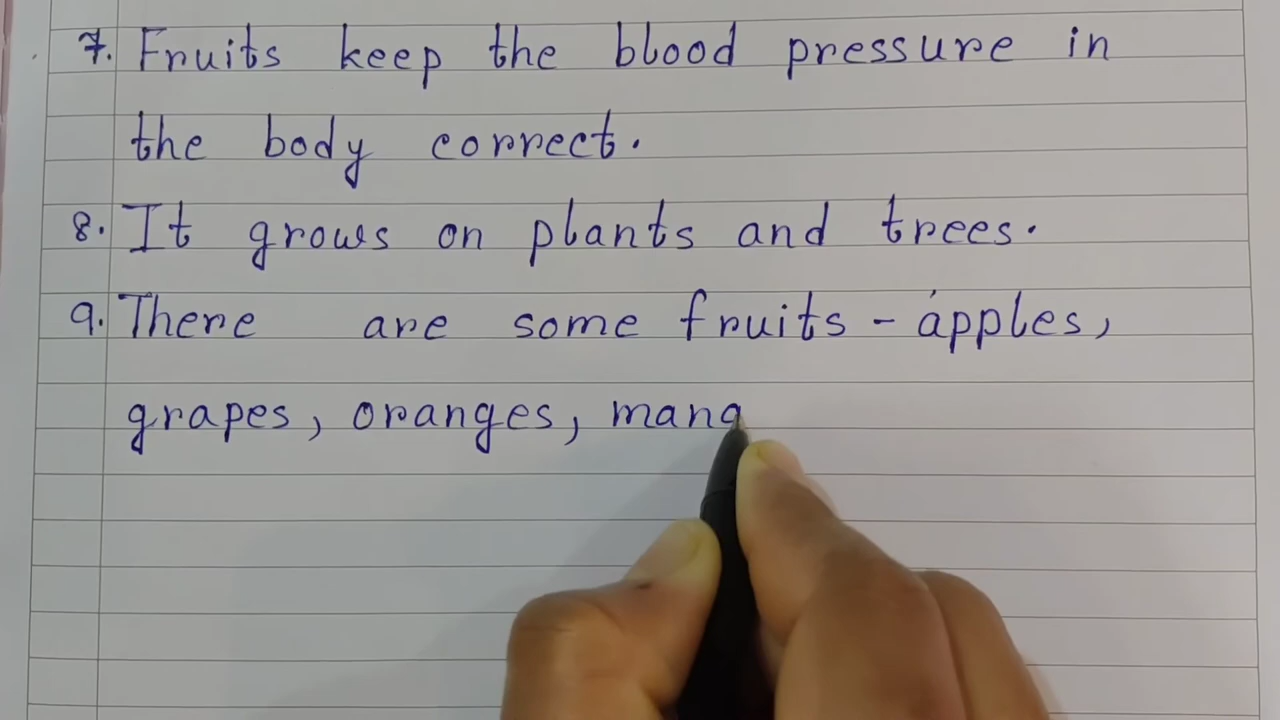 7. Fruits keep the blood pressure in
the body correct.
8. It grows on plants and trees.
9. There are some fruits - apples,
grapes, oranges, mang